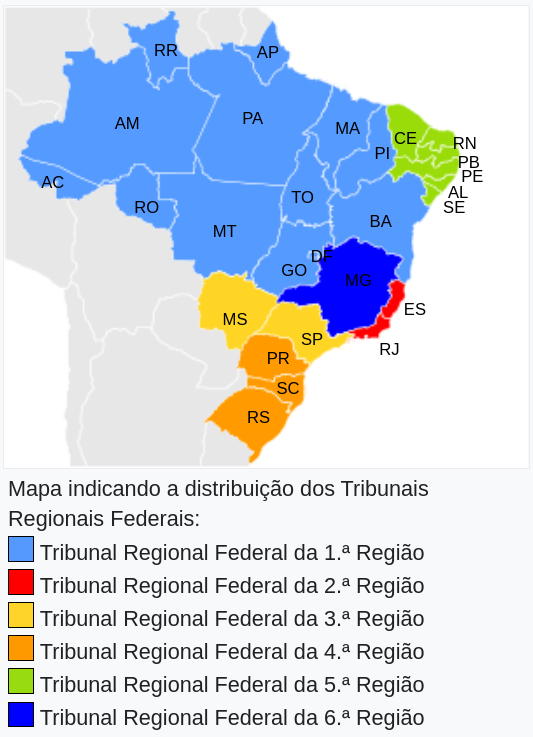 RR
AP
AM
PA
MA
CE
RN
PI
PB
PE
AC
AL
TO
RO
SE
BA
MT
DF
GO
MG
ES
MS
SP
RJ
PR
SC
RS
Mapa indicando a distribuição dos Tribunais
Regionais Federais:
Tribunal Regional Federal da 1.ª Região
Tribunal Regional Federal da 2.ª Região
Tribunal Regional Federal da 3.ª Região
Tribunal Regional Federal da 4.ª Região
Tribunal Regional Federal da 5.ª Região
Tribunal Regional Federal da 6.ª Região